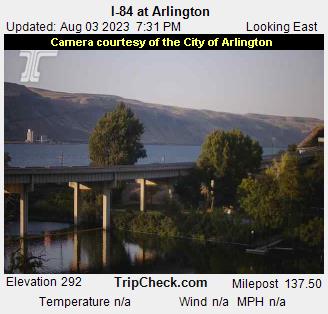 I-84 at Arlington
Updated: Aug 03 2023 7:31 PM Looking East
Camera courtesy of the City of Arlington
Elevation 292 TripCheck.com Milepost 137.50
Temperature n/a Wind n/a MPH n/a